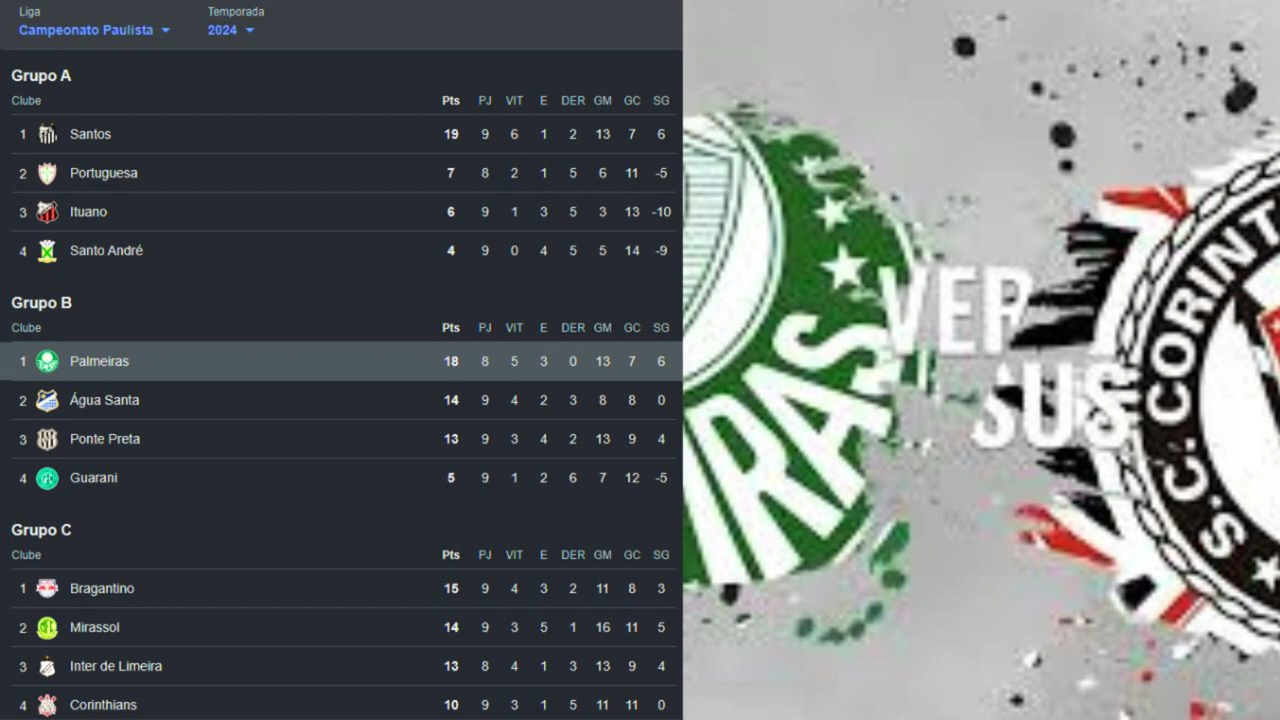 Liga Temporada
Campeonato Paulista 2024
Grupo A
Clube Pts PJ VIT E DER GM GC SG
1 Santos 19 9 6 1 2 13 7 6
2 Portuguesa 7 8 2 1 5 6 11 -5
3 Ituano 6 9 1 3 5 3 13 -10
4 Santo André 4 9 0 4 5 5 14 -9
Grupo B
Clube Pts PJ VIT E DER GM GC SG
1 Palmeiras 18 8 5 3 0 13 7 6
2 Água Santa 14 9 4 2 3 8 8 0
3 Ponte Preta 13 9 3 4 2 13 9 4
4 Guarani 5 9 1 2 6 7 12 -5
Grupo C
Clube Pts PJ VIT E DER GM GC SG
1 Bragantino 15 9 4 3 2 11 8 3
2 Mirassol 14 9 3 5 1 16 11 5
3 Inter de Limeira 13 8 4 1 3 13 9 4
4 Corinthians 10 9 3 1 5 11 11 0
IRAS
VER
SUS
S.C. CORINT